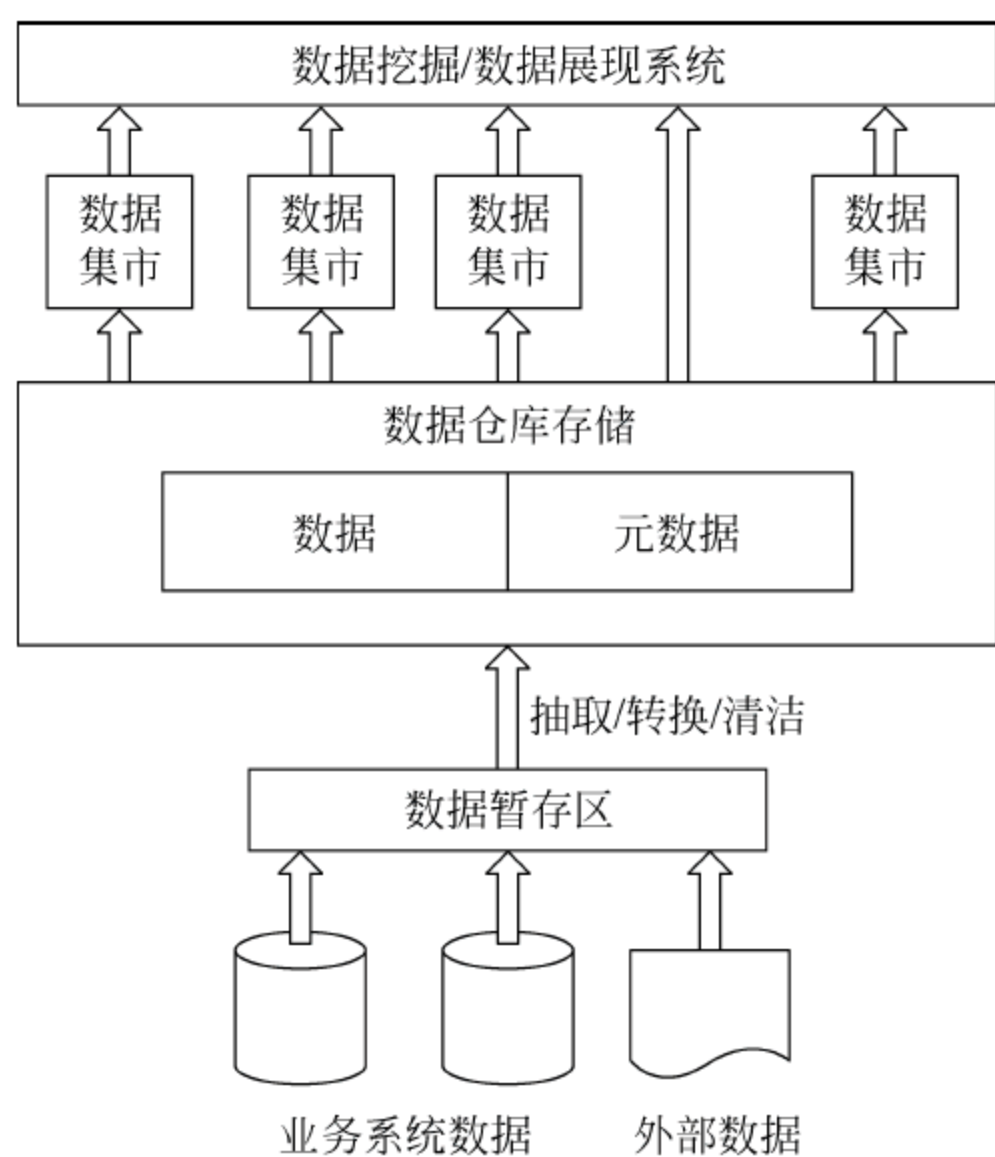 数据挖掘/数据展现系统
数据
集市
数据
集市
数据
集市
数据
集市
数据仓库存储
数据
元数据
抽取/转换/清洁
数据暂存区
业务系统数据
外部数据